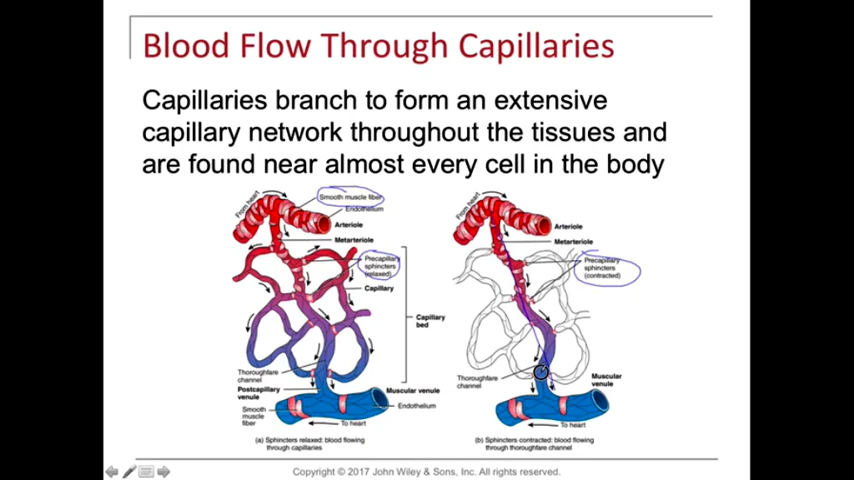 Blood Flow Through Capillaries
Capillaries branch to form an extensive
capillary network throughout the tissues and
are found near almost every cell in the body
From heart
Smooth muscle fiber
Endothelium
Arteriole
Metarteriole
Precapillary
sphincters
(relaxed)
Capillary
Capillary
bed
Thoroughfare
channel
Postcapillary
venule
Muscular venule
Smooth
muscle
fiber
Endothelium
To heart
(a) Sphincters relaxed: blood flowing
through capillaries
From heart
Arteriole
Metarteriole
Precapillary
sphincters
(contracted)
Thoroughfare
channel
Muscular
venule
To heart
(b) Sphincters contracted: blood flowing
through thoroughfare channel
Copyright © 2017 John Wiley & Sons, Inc. All rights reserved.